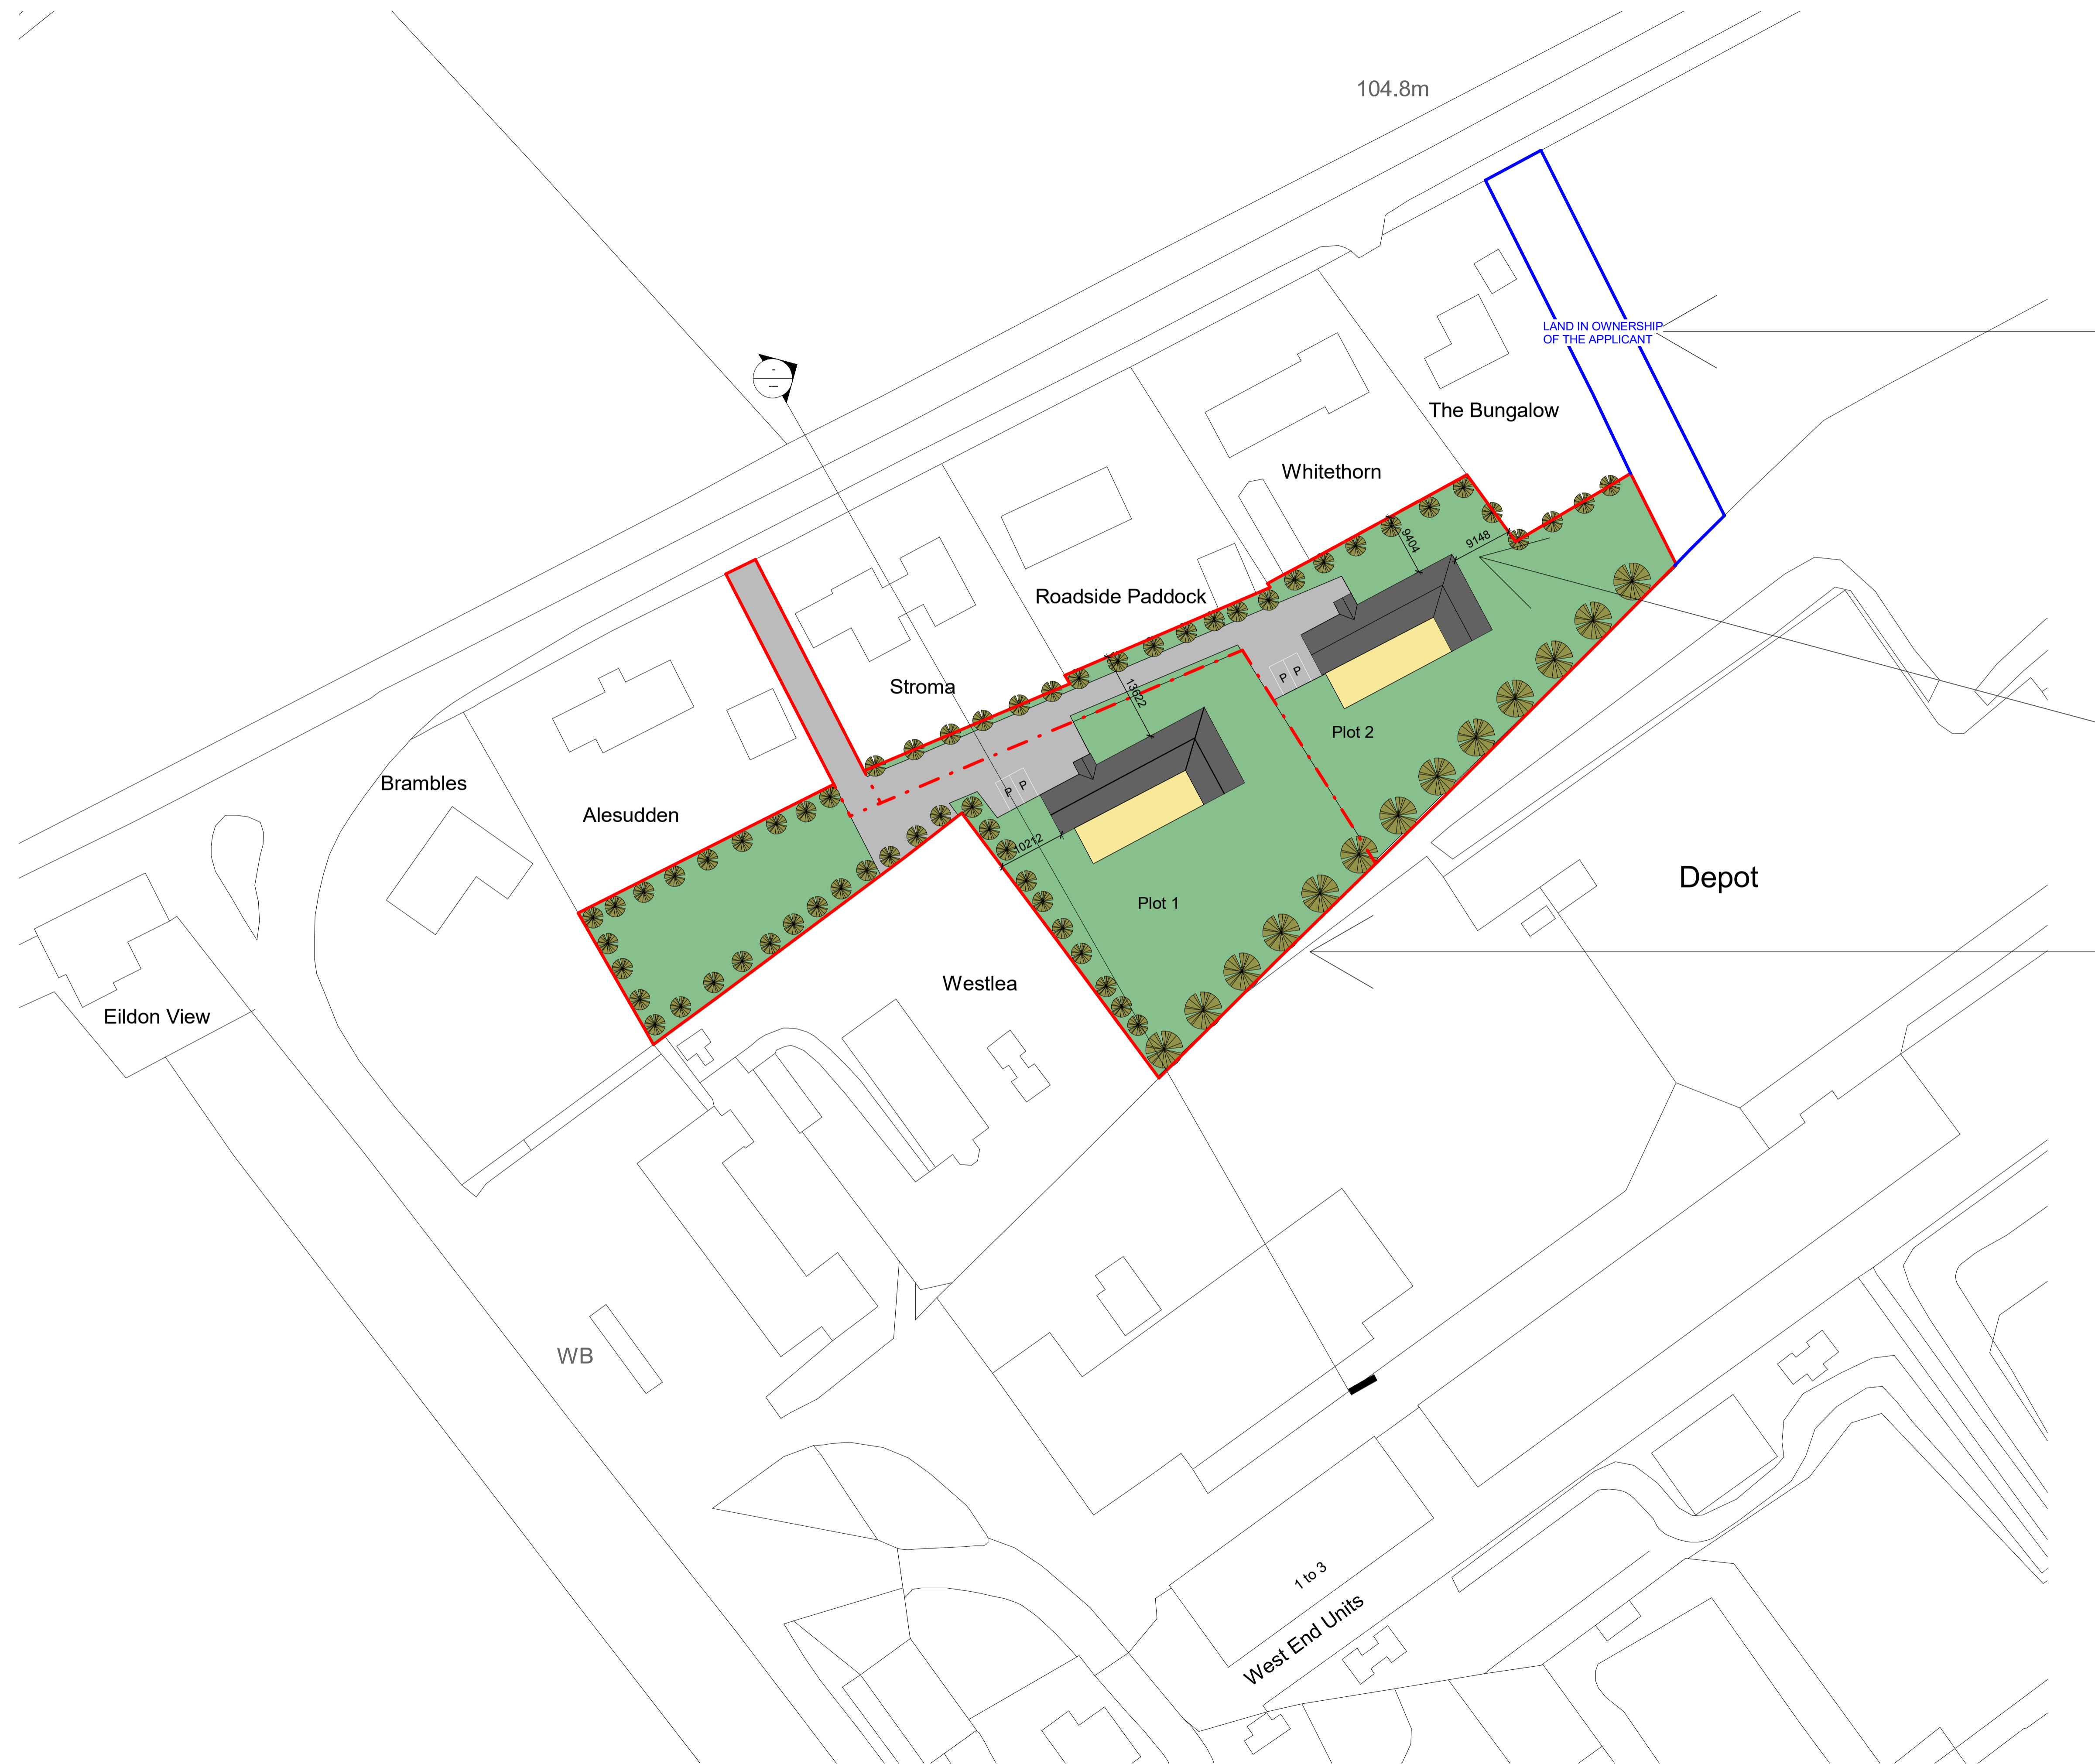 104.8m
LAND IN OWNERSHIP
OF THE APPLICANT
-
---
The Bungalow
Whitethorn
9404
9148
Roadside Paddock
P P
Stroma
13622
Plot 2
Brambles
P P
Alesudden
10212
Depot
Plot 1
Westlea
Eildon View
WB
1 to 3
West End Units